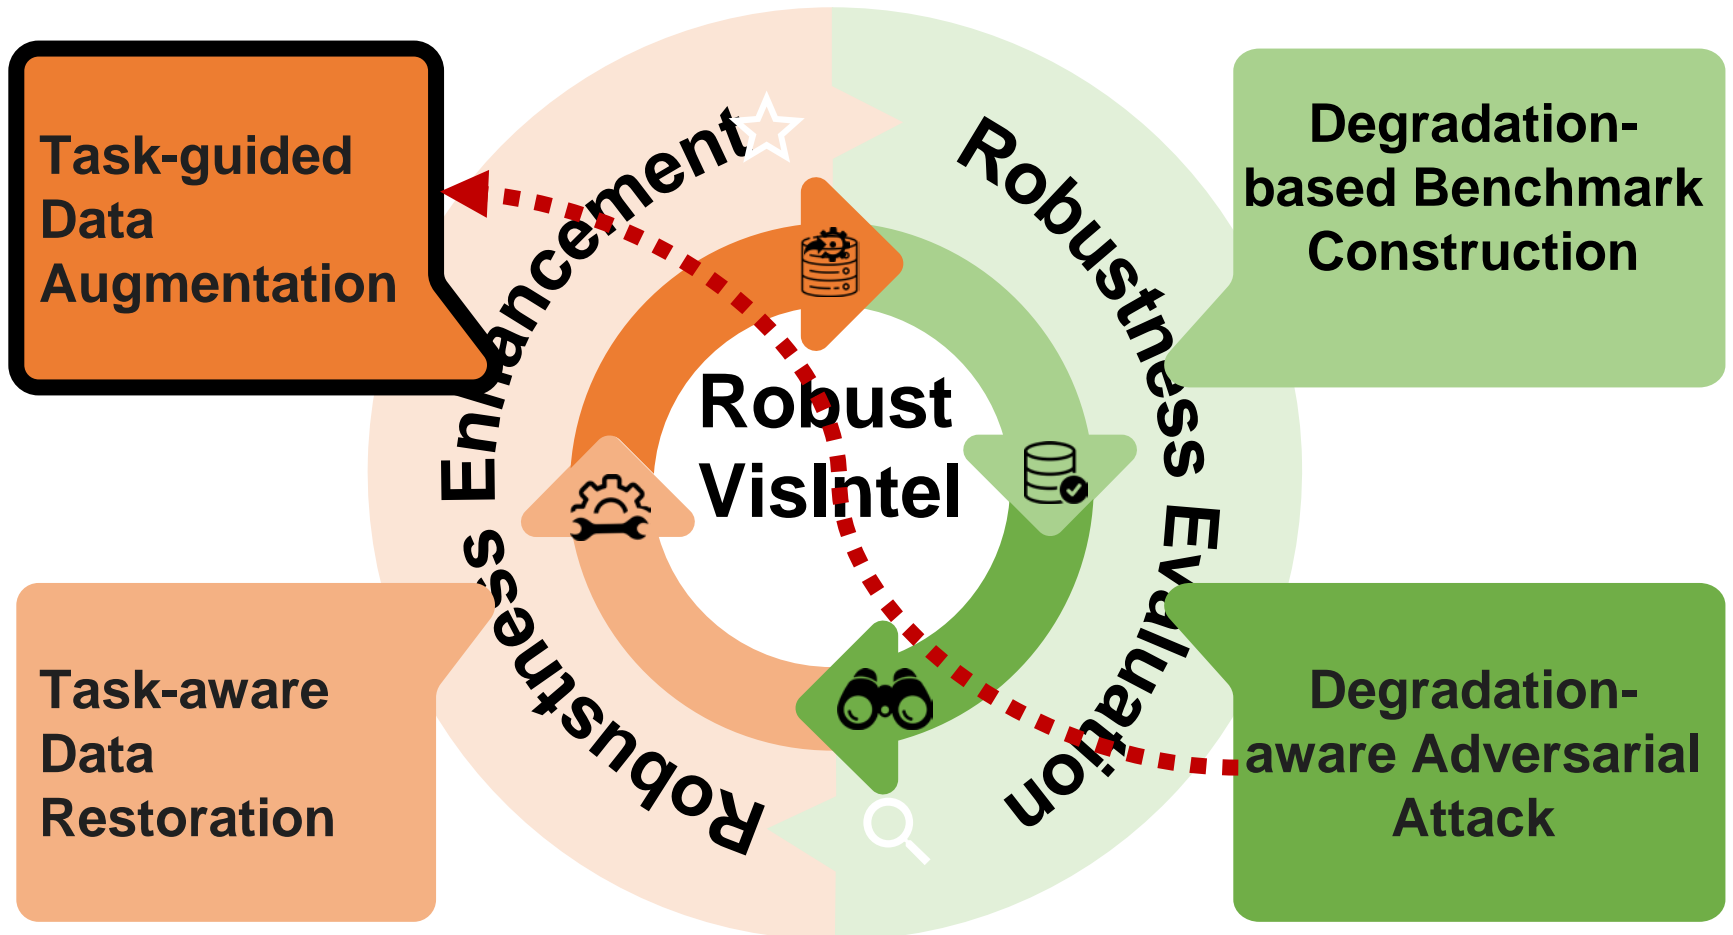 Task-guided
Data
Augmentation
Robustness Enhancement
Robustness Evaluation
Degradation-
based Benchmark
Construction
Robust
VisIntel
Task-aware
Data
Restoration
Degradation-
aware Adversarial
Attack